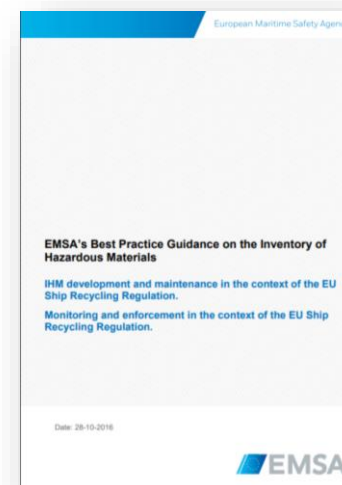 European Maritime Safety Agen
EMSA's Best Practice Guidance on the Inventory of
Hazardous Materials
IHM development and maintenance in the context of the EU
Ship Recycling Regulation.
Monitoring and enforcement in the context of the EU Ship
Recycling Regulation.
Date: 28-10-2016
EMSA